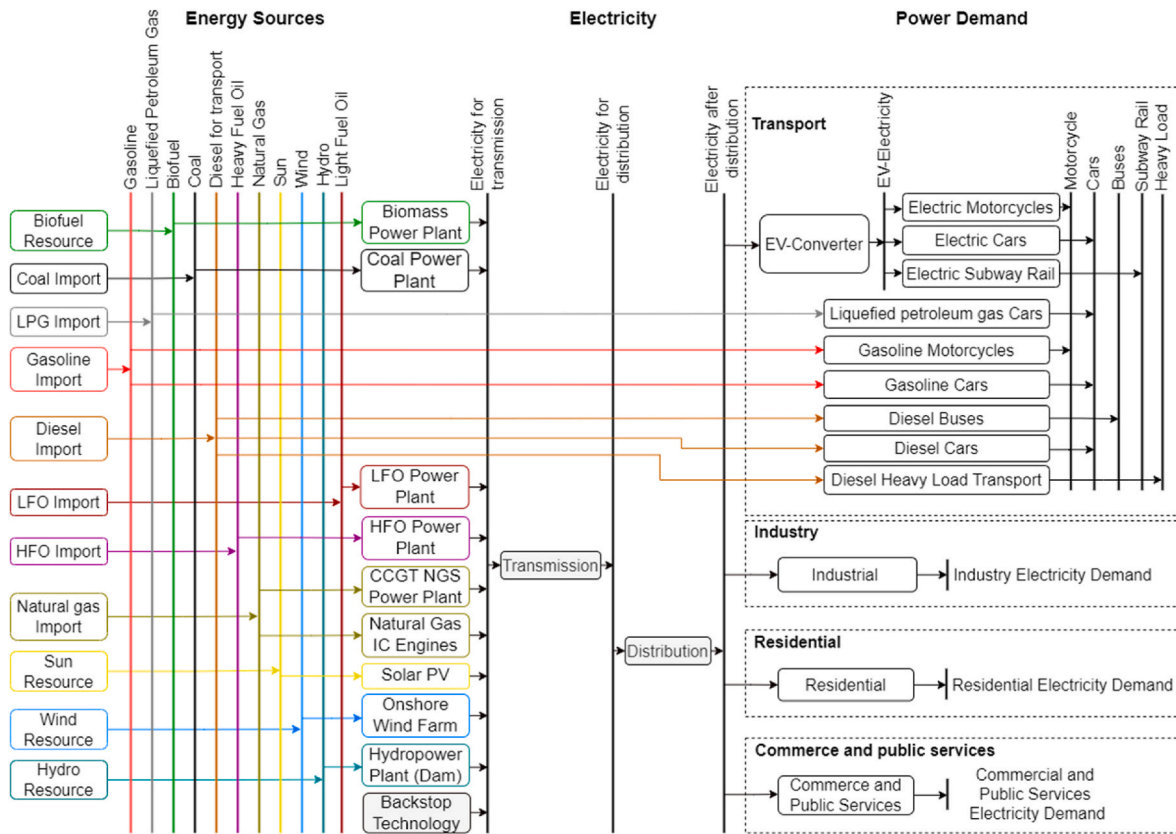 Energy Sources
Electricity
Power Demand
Gasoline
Liquefied Petroleum Gas
Biofuel
Coal
Diesel for transport
Heavy Fuel Oil
Natural Gas
Sun
Wind
Hydro
Light Fuel Oil
Electricity for
transmission
Electricity for
distribution
Electricity after
distribution
Transport
EV-Electricity
Motorcycle
Cars
Buses
Subway Rail
Heavy Load
Biofuel
Resource
Coal Import
LPG Import
Gasoline
Import
Diesel
Import
LFO Import
HFO Import
Natural gas
Import
Sun
Resource
Wind
Resource
Hydro
Resource
Biomass
Power Plant
Coal Power
Plant
LFO Power
Plant
HFO Power
Plant
CCGT NGS
Power Plant
Natural Gas
IC Engines
Solar PV
Onshore
Wind Farm
Hydropower
Plant (Dam)
Backstop
Technology
Transmission
Distribution
EV-Converter
Electric Motorcycles
Electric Cars
Electric Subway Rail
Liquefied petroleum gas Cars
Gasoline Motorcycles
Gasoline Cars
Diesel Buses
Diesel Cars
Diesel Heavy Load Transport
Industry
Industrial
Industry Electricity Demand
Residential
Residential
Residential Electricity Demand
Commerce and public services
Commerce and
Public Services
Commercial and
Public Services
Electricity Demand